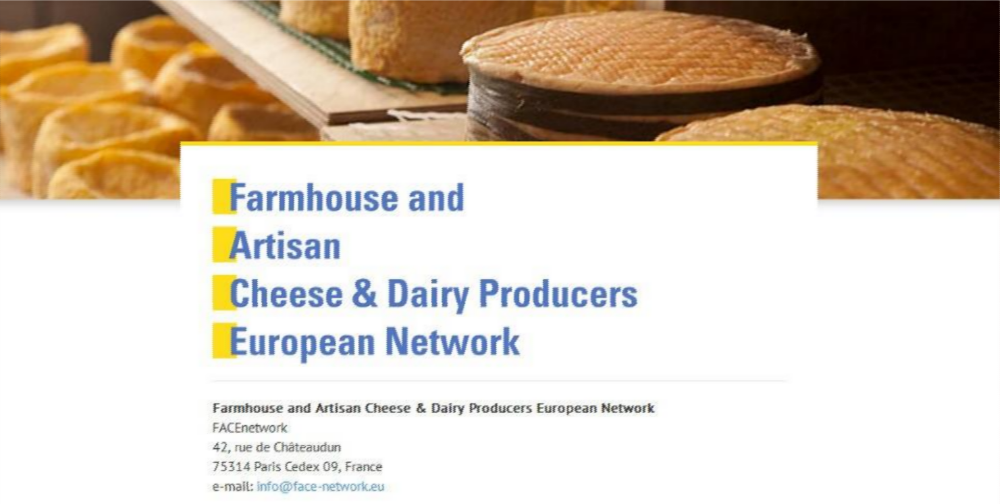 Farmhouse and
Artisan
Cheese & Dairy Producers
European Network
Farmhouse and Artisan Cheese & Dairy Producers European Network
FACEnetwork
42, rue de Châteaudun
75314 Paris Cedex 09, France
e-mail: info@face-network.eu